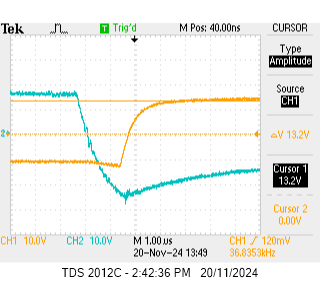 Tek Trig'd M Pos: 40.00ns CURSOR
Type
Amplitude
Source
CH1
△V 13.2V
2
Cursor 1
13.2V
Cursor 2
0.00V
CH1 10.0V CH2 10.0V M 1.00µs CH1 / 120mV
20-Nov-24 13:49 36.8353kHz
TDS 2012C - 2:42:36 PM 20/11/2024